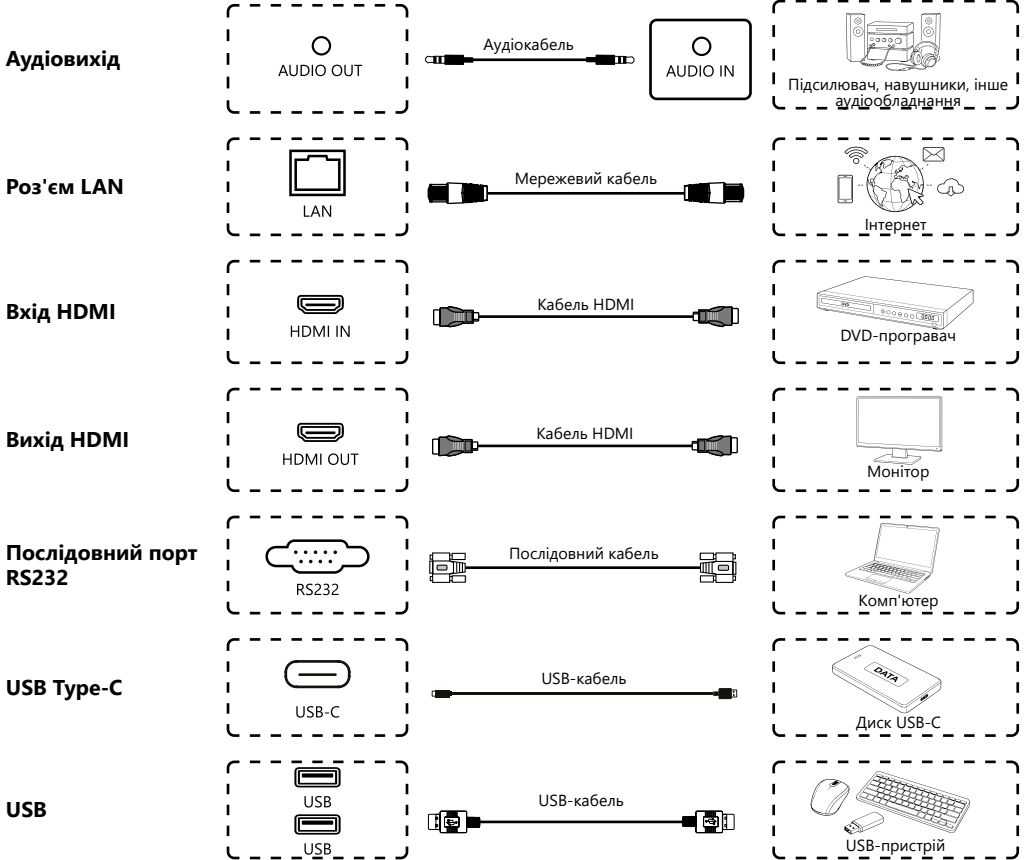 Аудіовихід
AUDIO OUT
Аудіокабель
AUDIO IN
Підсилювач, навушники, інше
аудіообладнання
Роз'єм LAN
LAN
Мережевий кабель
Інтернет
Вхід HDMI
HDMI IN
Кабель HDMI
DVD-програвач
Вихід HDMI
HDMI OUT
Кабель HDMI
Монітор
Послідовний порт
RS232
RS232
Послідовний кабель
Комп'ютер
USB Type-C
USB-C
USB-кабель
DATA
Диск USB-C
USB
USB
USB
USB-кабель
USB-пристрій